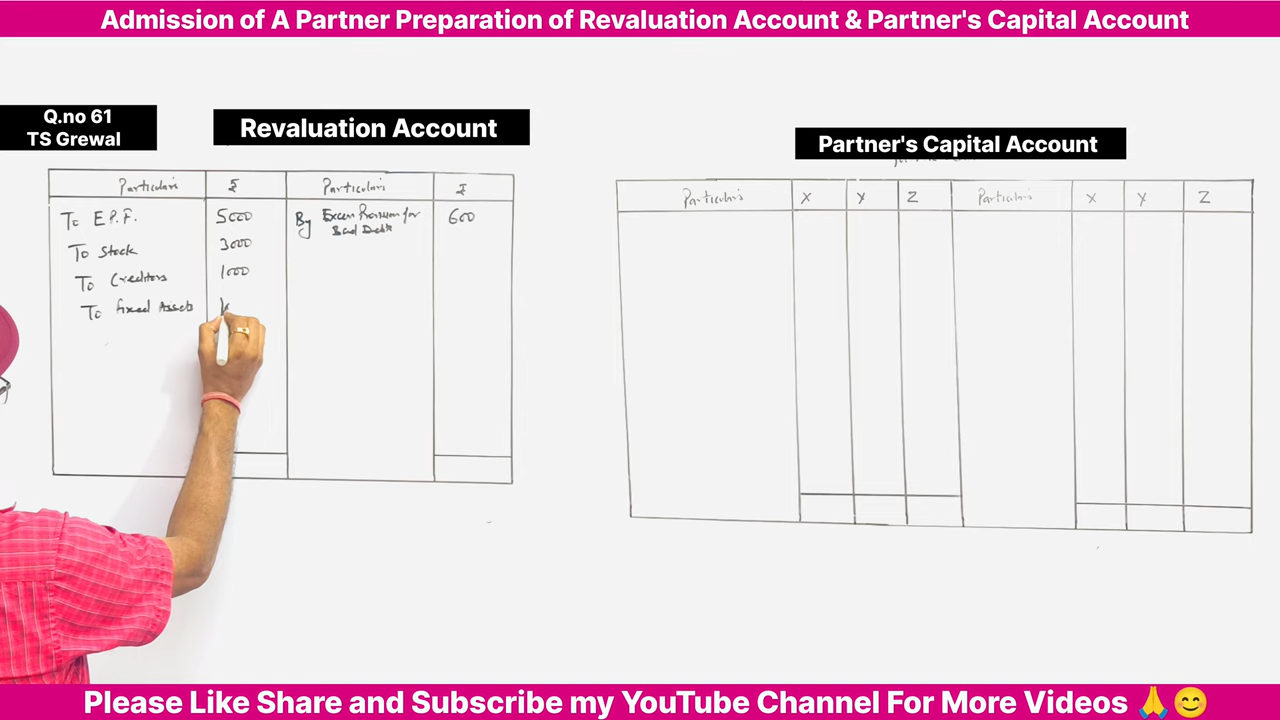 Admission of A Partner Preparation of Revaluation Account & Partner's Capital Account
Q.no 61
TS Grewal
Revaluation Account
Partner's Capital Account
Particulars ₹ Particulars ₹
To E.P.F. 5000 By Excess Provision for 600
Bad Debts
To Stock 3000
To Creditors 1000
To fixed Assets
Particulars X Y Z Particulars X Y Z
Please Like Share and Subscribe my YouTube Channel For More Videos 🙏😊